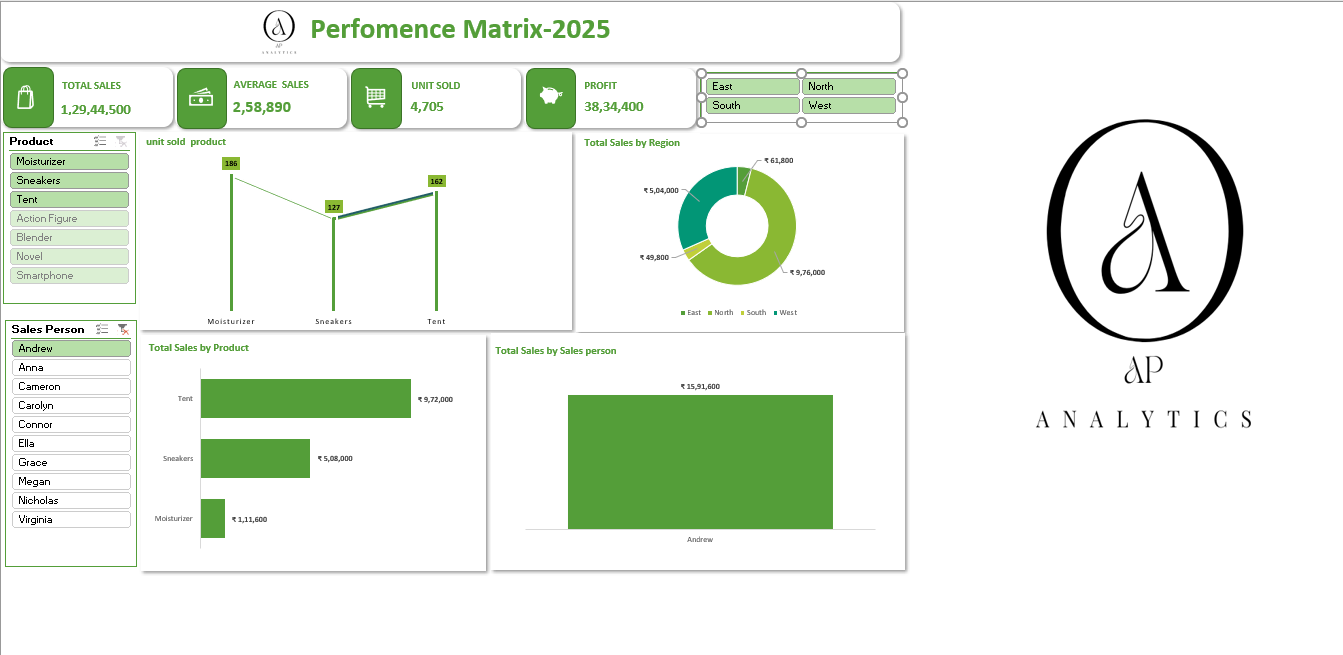 AP
ANALYTICS
Perfomence Matrix-2025
TOTAL SALES
1,29,44,500
AVERAGE SALES
2,58,890
UNIT SOLD
4,705
PROFIT
38,34,400
East
North
South
West
Product
Moisturizer
Sneakers
Tent
Action Figure
Blender
Novel
Smartphone
unit sold product
186
127
162
Moisturizer
Sneakers
Tent
Total Sales by Region
₹ 61,800
₹ 5,04,000
₹ 49,800
₹ 9,76,000
East
North
South
West
Sales Person
Andrew
Anna
Cameron
Carolyn
Connor
Ella
Grace
Megan
Nicholas
Virginia
Total Sales by Product
Tent
₹ 9,72,000
Sneakers
₹ 5,08,000
Moisturizer
₹ 1,11,600
Total Sales by Sales person
₹ 15,91,600
Andrew
A
AP
ANALYTICS